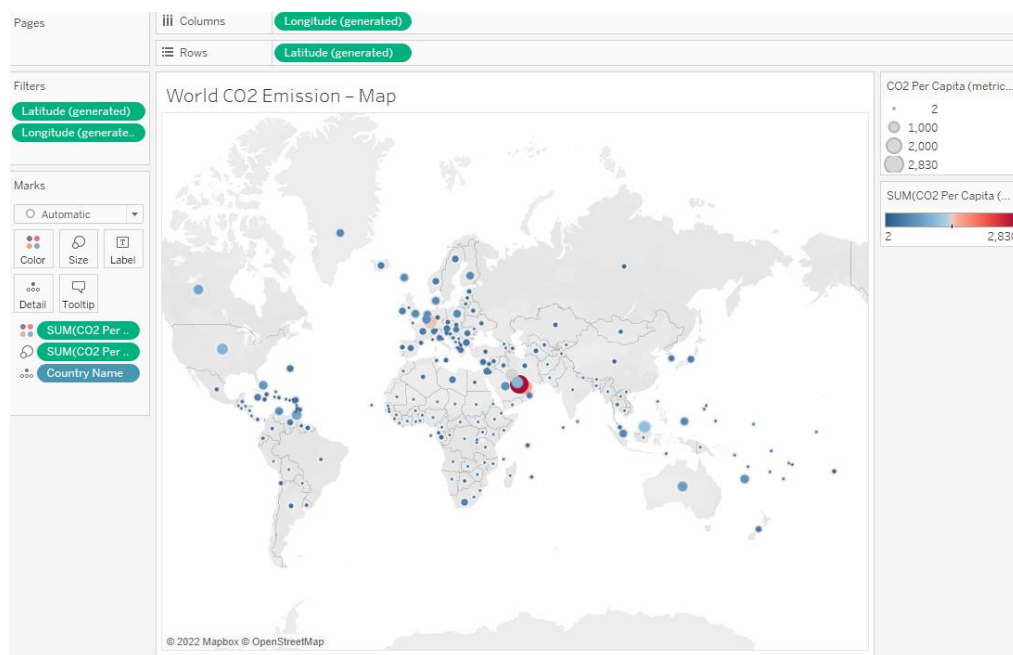 Pages
Columns
Longitude (generated)
Rows
Latitude (generated)
Filters
Latitude (generated)
Longitude (generate..
Marks
Automatic
Color
Size
Label
Detail
Tooltip
SUM(CO2 Per ..
SUM(CO2 Per ..
Country Name
World CO2 Emission – Map
© 2022 Mapbox © OpenStreetMap
CO2 Per Capita (metric...
2
1,000
2,000
2,830
SUM(CO2 Per Capita (...
2 2,830